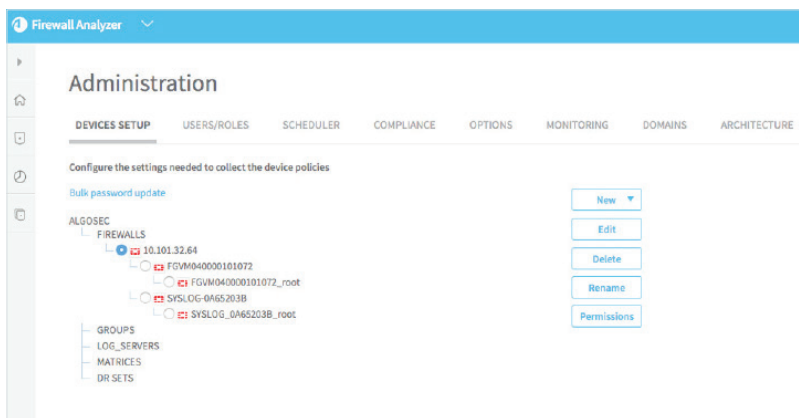 Firewall Analyzer
Administration
DEVICES SETUP USERS/ROLES SCHEDULER COMPLIANCE OPTIONS MONITORING DOMAINS ARCHITECTURE
Configure the settings needed to collect the device policies
Bulk password update
New
Edit
Delete
Rename
Permissions
ALGOSEC
FIREWALLS
10.101.32.64
FGVM040000101072
FGVM040000101072_root
SYSLOG-0A65203B
SYSLOG_0A65203B_root
GROUPS
LOG_SERVERS
MATRICES
DR SETS